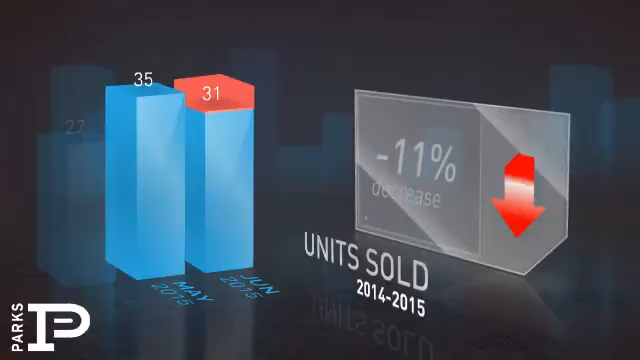 35
31
27
-11%
decrease
UNITS SOLD
2014-2015
MAY
2015
JUN
2015
PARKS
P